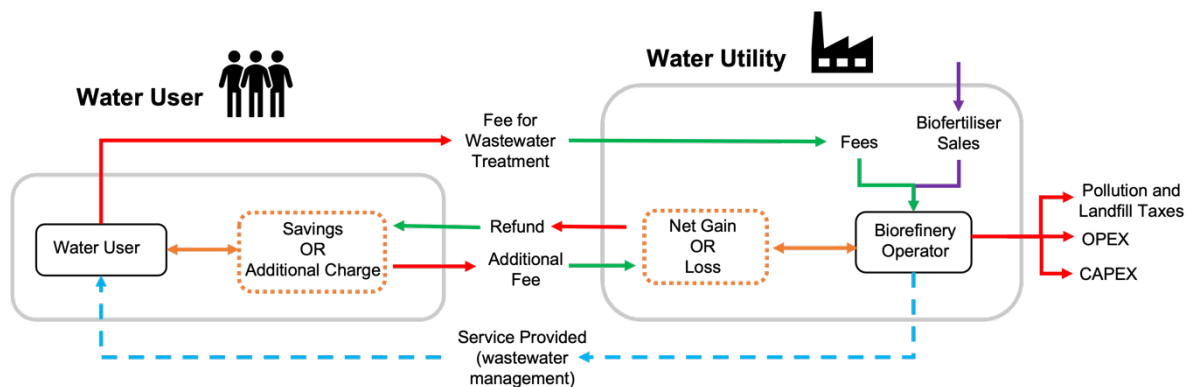 Water Utility
Water User
Fee for
Wastewater
Treatment
Fees
Biofertiliser
Sales
Water User
Savings
OR
Additional Charge
Refund
Additional
Fee
Net Gain
OR
Loss
Biorefinery
Operator
Pollution and
Landfill Taxes
OPEX
CAPEX
Service Provided
(wastewater
management)